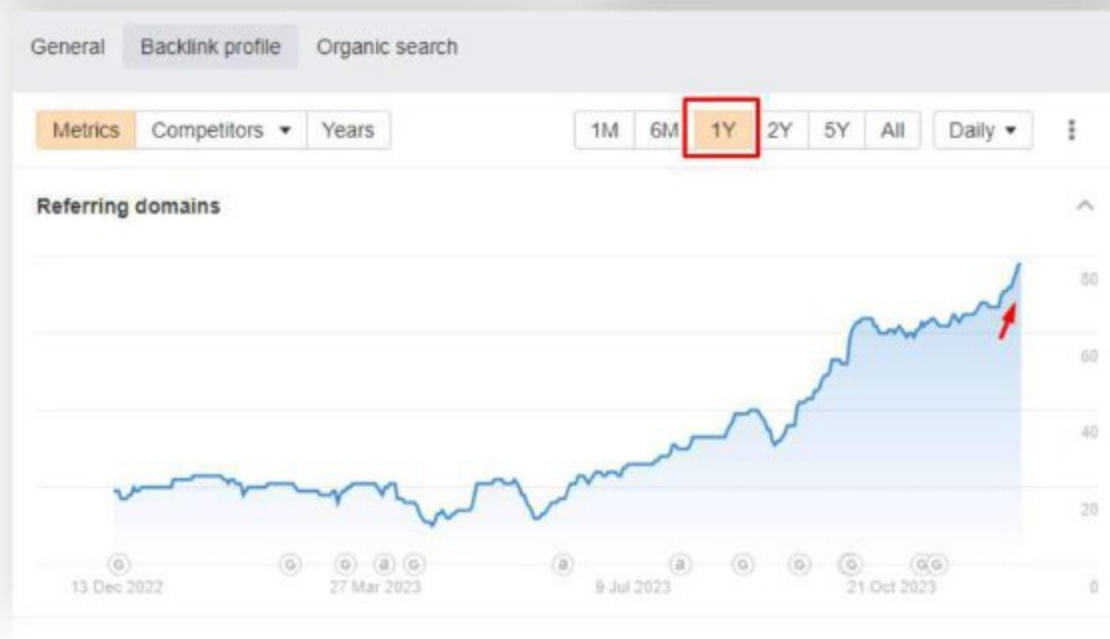 General Backlink profile Organic search
Metrics Competitors Years 1M 6M 1Y 2Y 5Y All Daily
Referring domains
80
60
40
20
G G G a G a a G G G G G
13 Dec 2022 27 Mar 2023 9 Jul 2023 21 Oct 2023 0